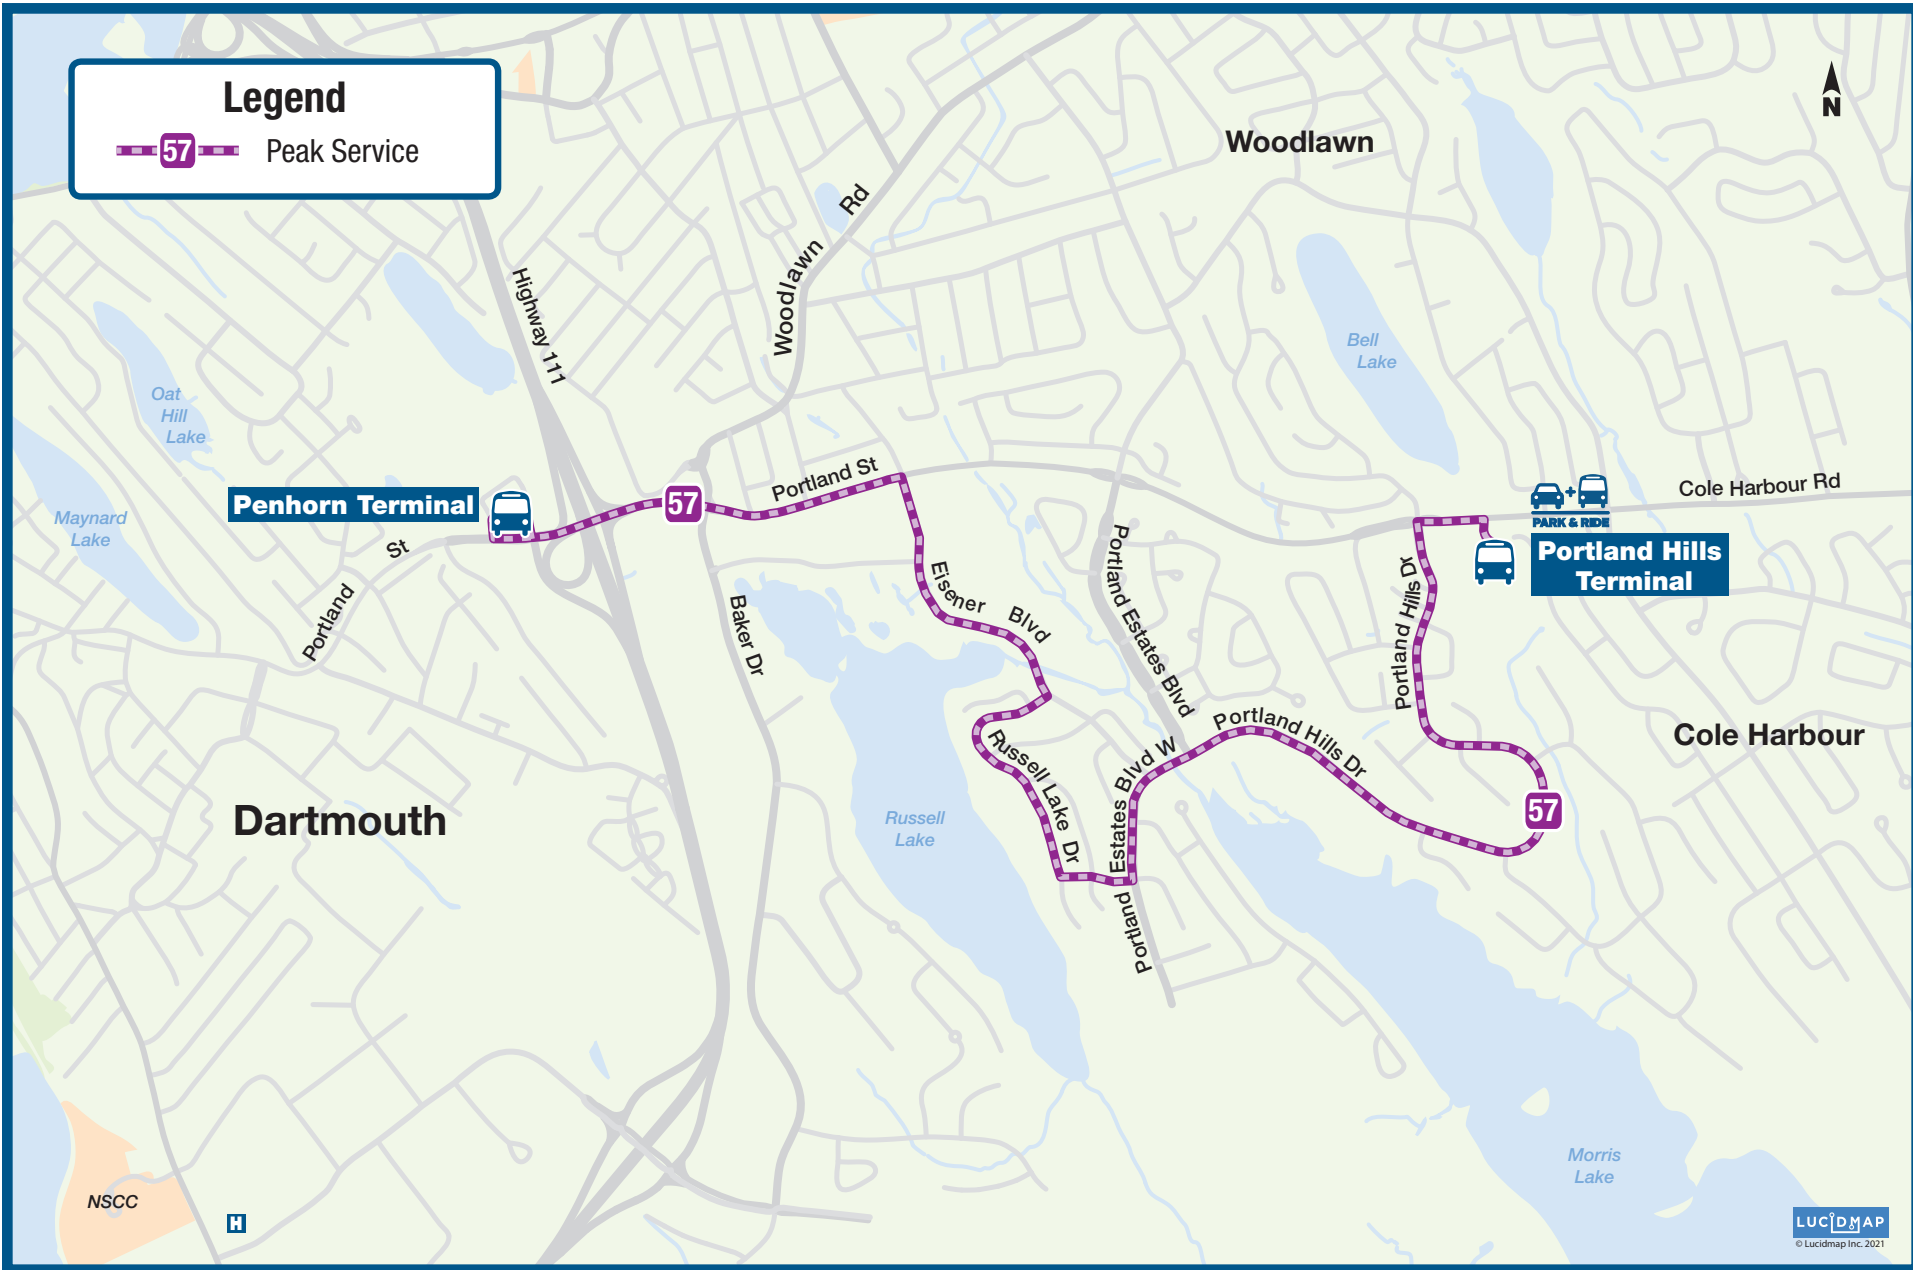 Legend
57 Peak Service
N
Woodlawn
Woodlawn Rd
Highway 111
Bell
Lake
Oat
Hill
Lake
Maynard
Lake
Penhorn Terminal
57
Portland St
Cole Harbour Rd
PARK & RIDE
Portland Hills
Terminal
Portland St
Eisener Blvd
Baker Dr
Portland Estates Blvd
Portland Hills Dr
Portland Hills Dr
Cole Harbour
Russell Lake Dr
Portland Estates Blvd W
57
Dartmouth
Russell
Lake
Morris
Lake
NSCC
H
LUCIDMAP
© Lucidmap Inc. 2021